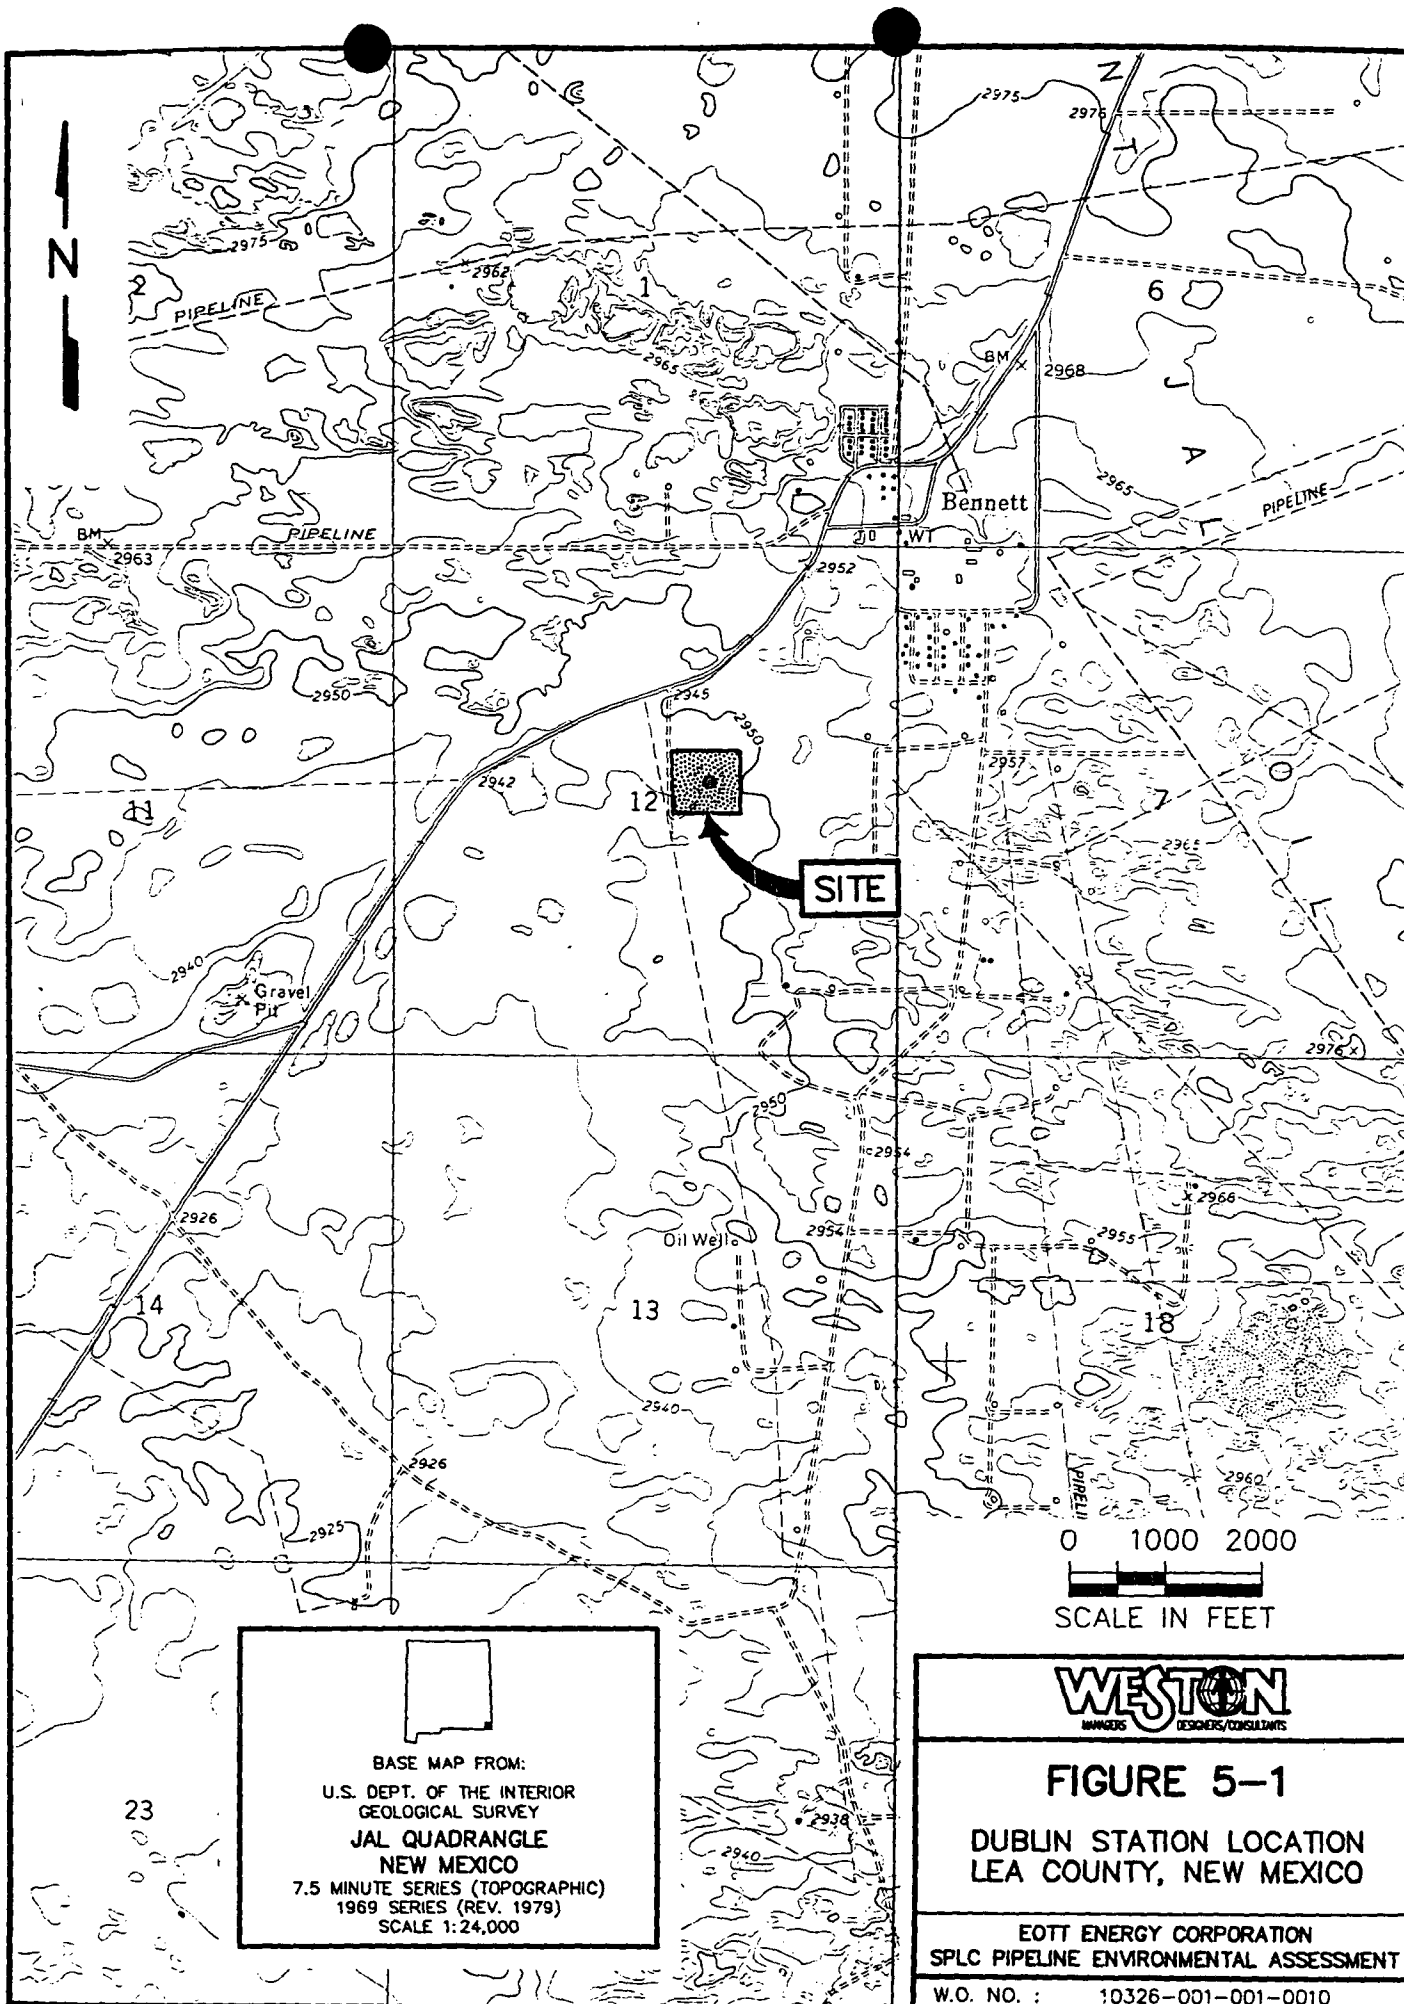 N
2975
2976
N
T
2975
2962
2
PIPELINE
1
6
2965
BM
2968
J
A
2965
PIPELINE
L
Bennett
WT
BM
2963
PIPELINE
2952
2950
2945
2950
2942
2957
O
11
12
7
2965
I
L
L
SITE
2940
Gravel
Pit
2976
2950
2954
2966
2926
Oil Well
2954
2955
14
13
18
2940
2926
2960
2925
0 1000 2000
SCALE IN FEET
BASE MAP FROM:
U.S. DEPT. OF THE INTERIOR
GEOLOGICAL SURVEY
JAL QUADRANGLE
NEW MEXICO
7.5 MINUTE SERIES (TOPOGRAPHIC)
1969 SERIES (REV. 1979)
SCALE 1:24,000
23
2938
2940
WESTON
MANAGERS DESIGNERS/CONSULTANTS
FIGURE 5-1
DUBLIN STATION LOCATION
LEA COUNTY, NEW MEXICO
EOTT ENERGY CORPORATION
SPLC PIPELINE ENVIRONMENTAL ASSESSMENT
W.O. NO. : 10326-001-001-0010